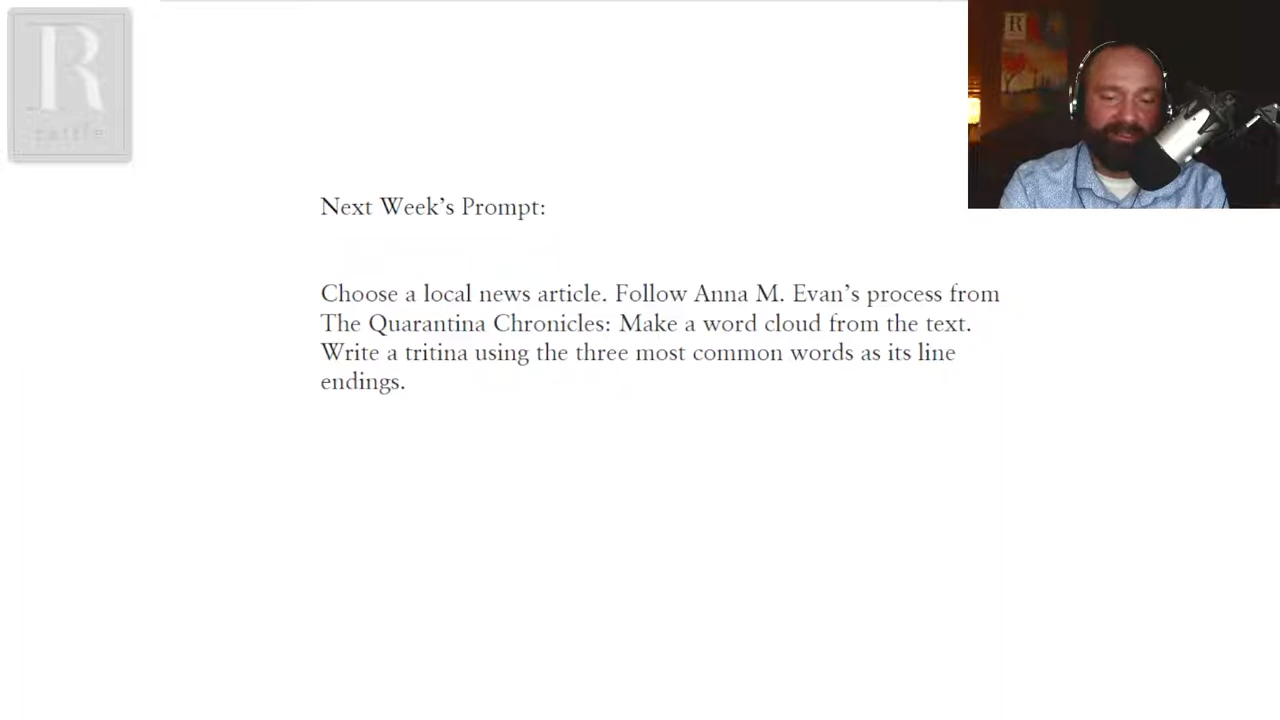 R
rattle
Next Week's Prompt:
Choose a local news article. Follow Anna M. Evan's process from
The Quarantina Chronicles: Make a word cloud from the text.
Write a tritina using the three most common words as its line
endings.
R